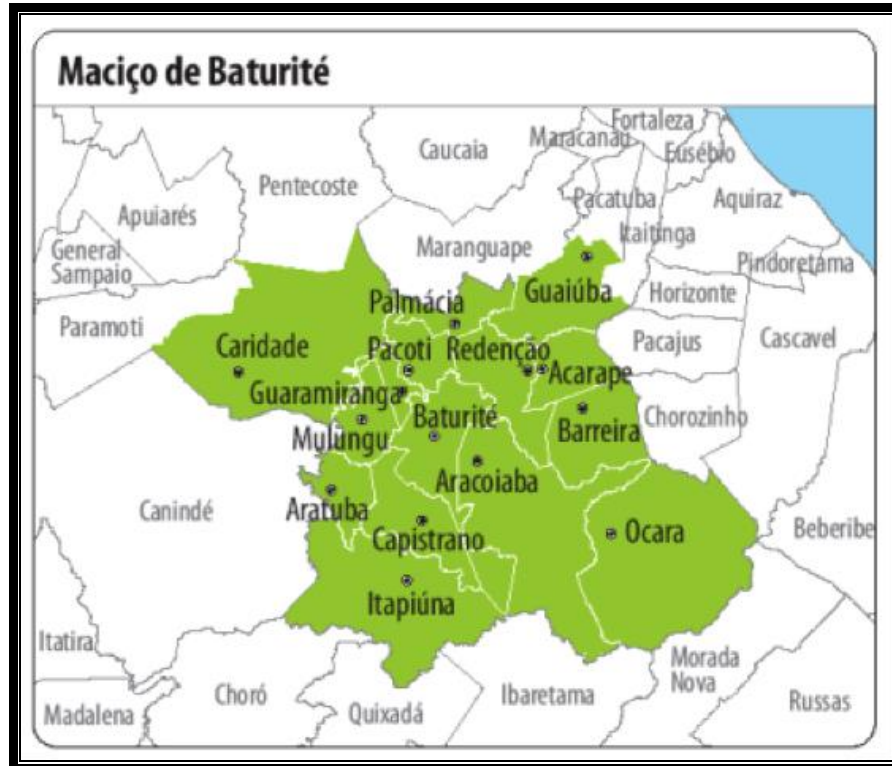 Maciço de Baturité
Fortaleza
Maracanaú
Caucaia
Eusébio
Pentecoste
Pacatuba
Aquiraz
Apuiarés
Itaitinga
General
Sampaio
Maranguape
Pindoretama
Guaiúba
Horizonte
Palmácia
Paramoti
Caridade
Pacoti
Redenção
Pacajus
Cascavel
Acarape
Guaramiranga
Baturité
Barreira
Chorozinho
Mulungu
Aracoiaba
Aratuba
Canindé
Capistrano
Ocara
Beberibe
Itapiúna
Itatira
Morada
Nova
Choró
Ibaretama
Russas
Madalena
Quixadá